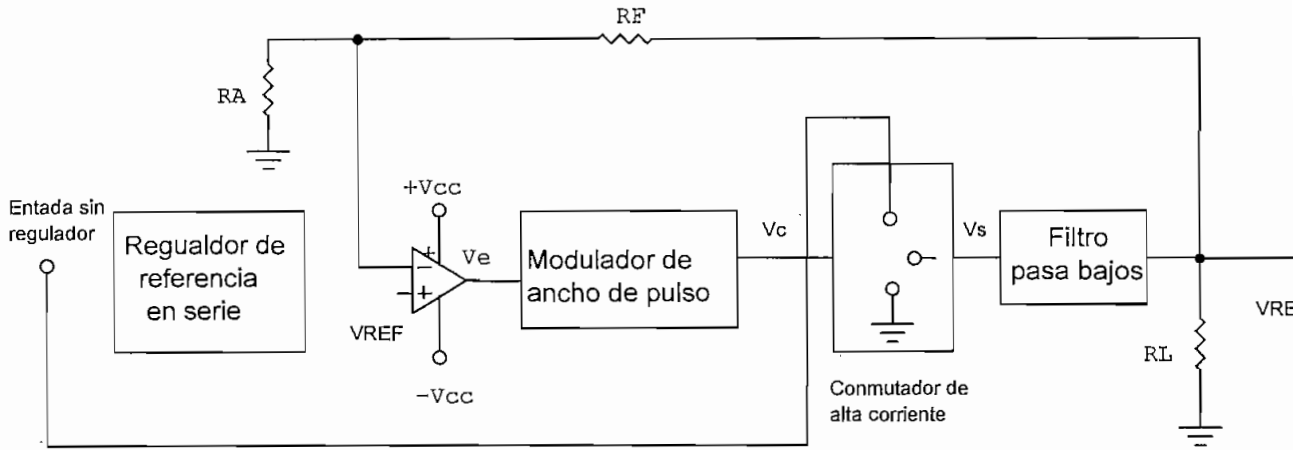 RF
RA
Entada sin
regulador
Regualdor de
referencia
en serie
+Vcc
Ve
VREF
-Vcc
Modulador de
ancho de pulso
Vc
Conmutador de
alta corriente
Vs
Filtro
pasa bajos
RL
VRE